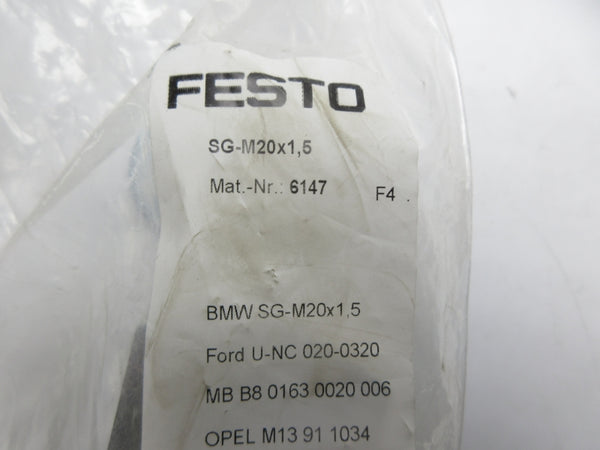 FESTO
SG-M20x1,5
Mat.-Nr.: 6147 F4 .
BMW SG-M20x1,5
Ford U-NC 020-0320
MB B8 0163 0020 006
OPEL M13 91 1034